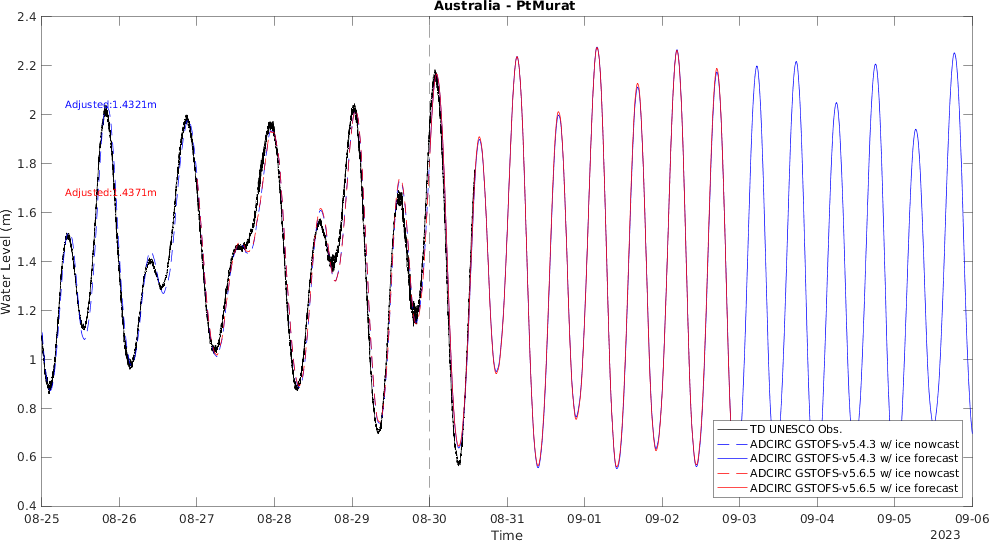 Australia - PtMurat
2.4
2.2
2
1.8
1.6
1.4
1.2
1
0.8
0.6
0.4
Water Level (m)
Adjusted:1.4321m
Adjusted:1.4371m
TD UNESCO Obs.
ADCIRC GSTOFS-v5.4.3 w/ ice nowcast
ADCIRC GSTOFS-v5.4.3 w/ ice forecast
ADCIRC GSTOFS-v5.6.5 w/ ice nowcast
ADCIRC GSTOFS-v5.6.5 w/ ice forecast
08-25 08-26 08-27 08-28 08-29 08-30 08-31 09-01 09-02 09-03 09-04 09-05 09-06
Time
2023